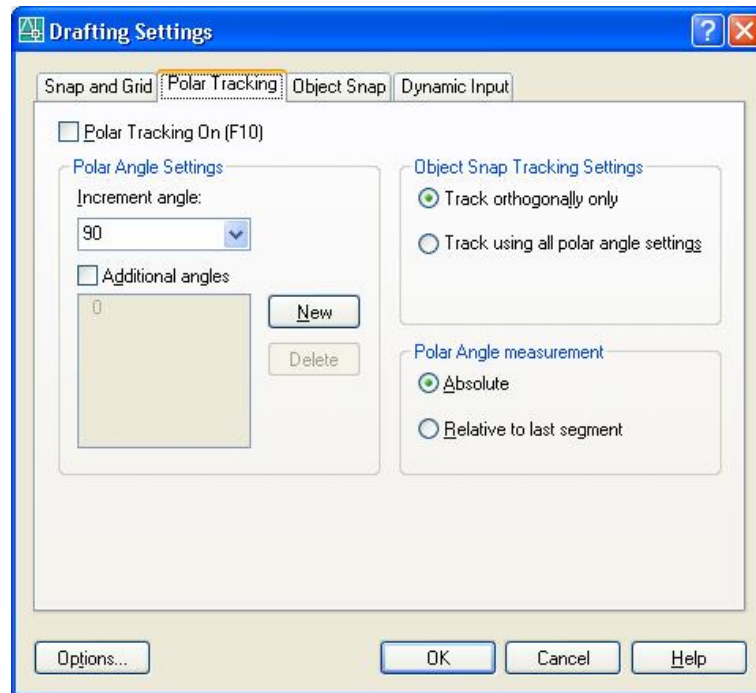 Drafting Settings
Snap and Grid Polar Tracking Object Snap Dynamic Input
Polar Tracking On (F10)
Polar Angle Settings
Increment angle:
90
Additional angles
0
New
Delete
Object Snap Tracking Settings
Track orthogonally only
Track using all polar angle settings
Polar Angle measurement
Absolute
Relative to last segment
Options... OK Cancel Help